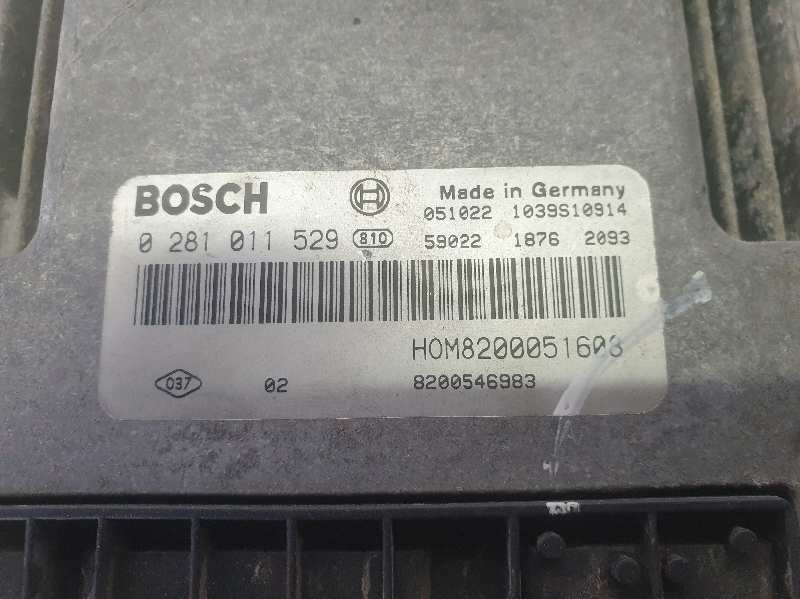 BOSCH
Made in Germany
051022 1039S10914
0 281 011 529 810
59022 1876 2093
HOM8200051608
037 02 8200546983